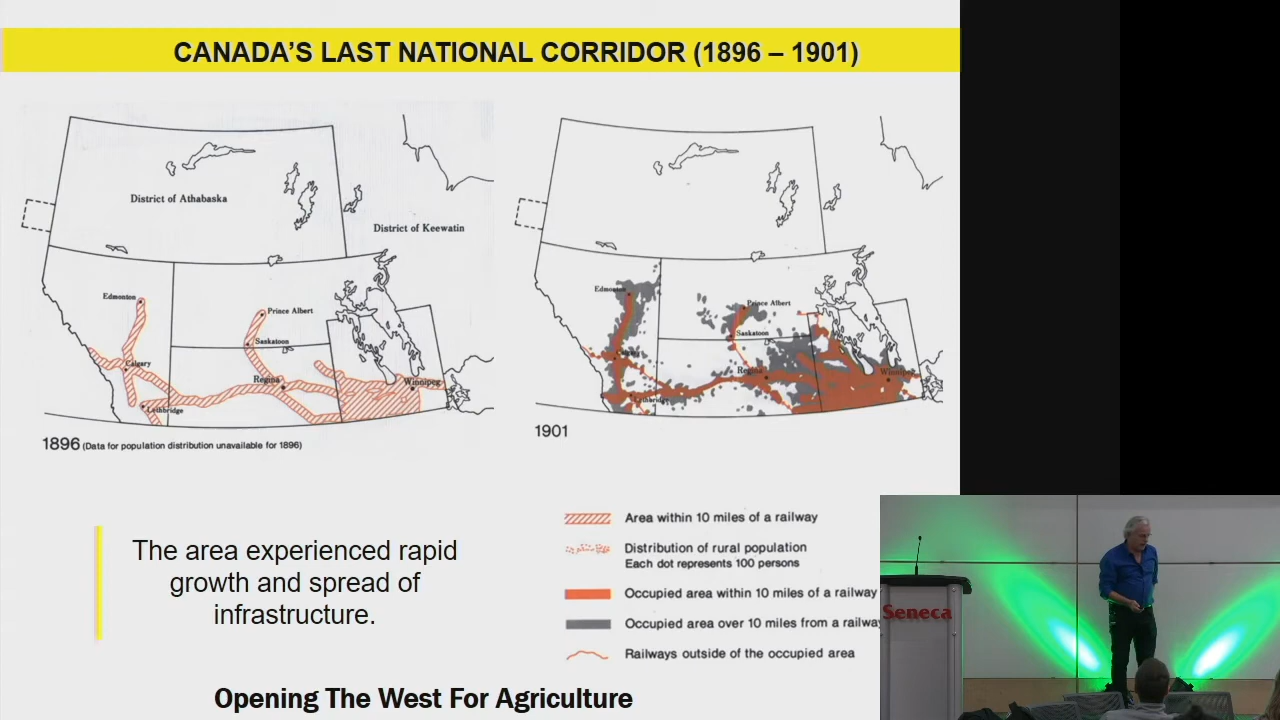 CANADA'S LAST NATIONAL CORRIDOR (1896 – 1901)
District of Athabaska
District of Keewatin
Edmonton
Prince Albert
Saskatoon
Calgary
Regina
Winnipeg
Lethbridge
1896 (Data for population distribution unavailable for 1896)
Edmonton
Prince Albert
Saskatoon
Calgary
Regina
Winnipeg
Lethbridge
1901
The area experienced rapid
growth and spread of
infrastructure.
Area within 10 miles of a railway
Distribution of rural population
Each dot represents 100 persons
Occupied area within 10 miles of a railway
Occupied area over 10 miles from a railway
Railways outside of the occupied area
Opening The West For Agriculture
Seneca